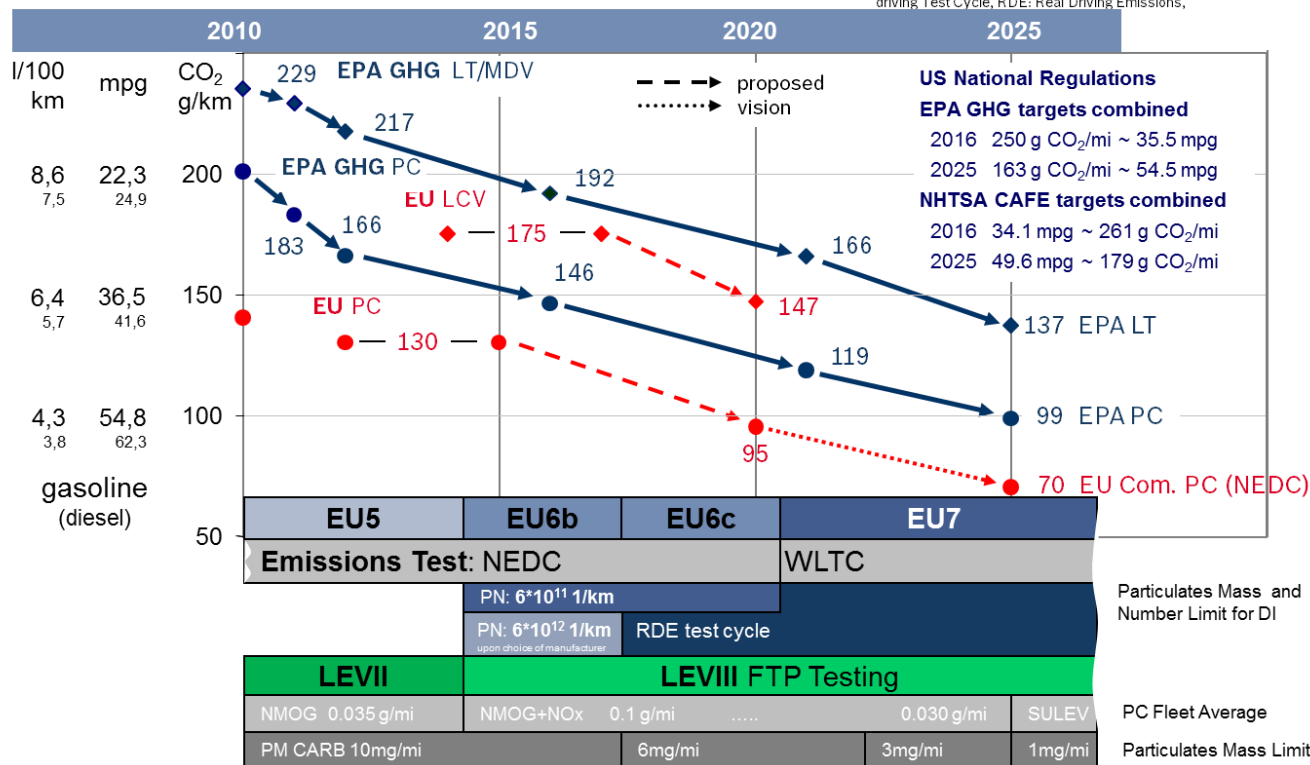 driving Test Cycle, RDE: Real Driving Emissions,
2010 2015 2020 2025
l/100 km
mpg
CO₂ g/km
229
EPA GHG LT/MDV
217
proposed
vision
US National Regulations
EPA GHG targets combined
2016 250 g CO₂/mi ~ 35.5 mpg
2025 163 g CO₂/mi ~ 54.5 mpg
NHTSA CAFE targets combined
2016 34.1 mpg ~ 261 g CO₂/mi
2025 49.6 mpg ~ 179 g CO₂/mi
EPA GHG PC
8,6 22,3 200
7,5 24,9
192
EU LCV
183
166
175
166
146
6,4 36,5 150
5,7 41,6
EU PC
147
137 EPA LT
130
119
4,3 54,8 100
3,8 62,3
99 EPA PC
95
70 EU Com. PC (NEDC)
gasoline
(diesel)
50
EU5 EU6b EU6c EU7
Emissions Test: NEDC WLTC
PN: 6*10¹¹ 1/km
Particulates Mass and
Number Limit for DI
PN: 6*10¹² 1/km
upon choice of manufacturer
RDE test cycle
LEVII LEVIII FTP Testing
NMOG 0.035 g/mi NMOG+NOx 0.1 g/mi ..... 0.030 g/mi SULEV PC Fleet Average
PM CARB 10mg/mi 6mg/mi 3mg/mi 1mg/mi Particulates Mass Limit